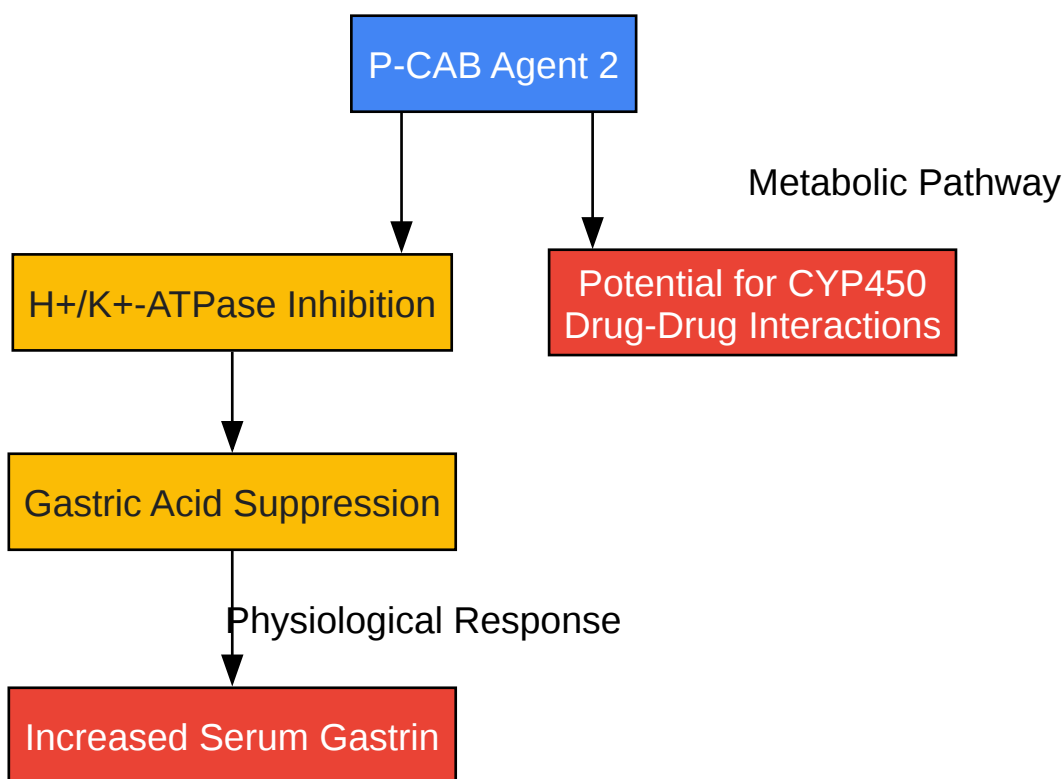 P-CAB Agent 2
Metabolic Pathway
H+/K+-ATPase Inhibition
Potential for CYP450
Drug-Drug Interactions
Gastric Acid Suppression
Physiological Response
Increased Serum Gastrin